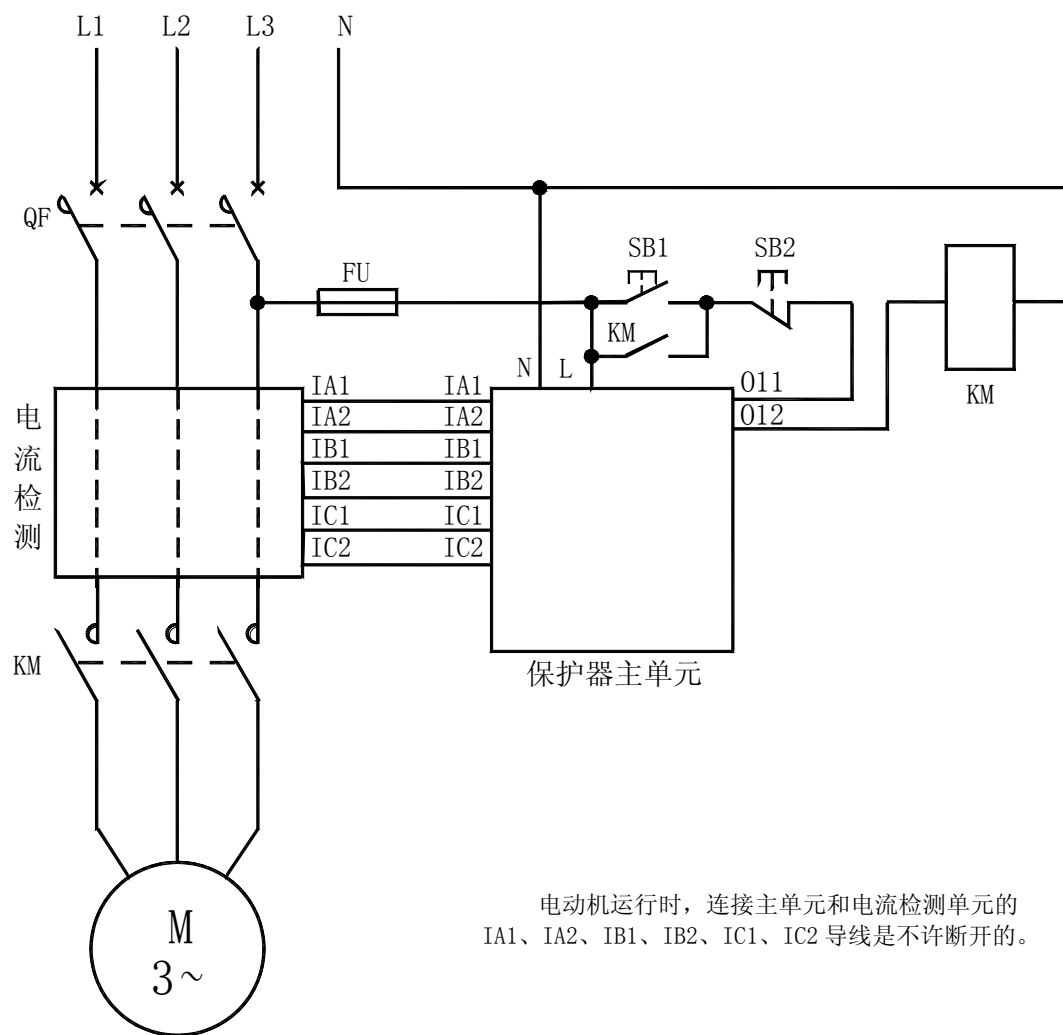 L1 L2 L3 N
QF
SB1 SB2
FU
KM
N L
KM
IA1 IA1 O11
IA2 IA2 O12
IB1 IB1
IB2 IB2
IC1 IC1
IC2 IC2
电流检测
KM
保护器主单元
M
3~
电动机运行时，连接主单元和电流检测单元的
IA1、IA2、IB1、IB2、IC1、IC2 导线是不许断开的。